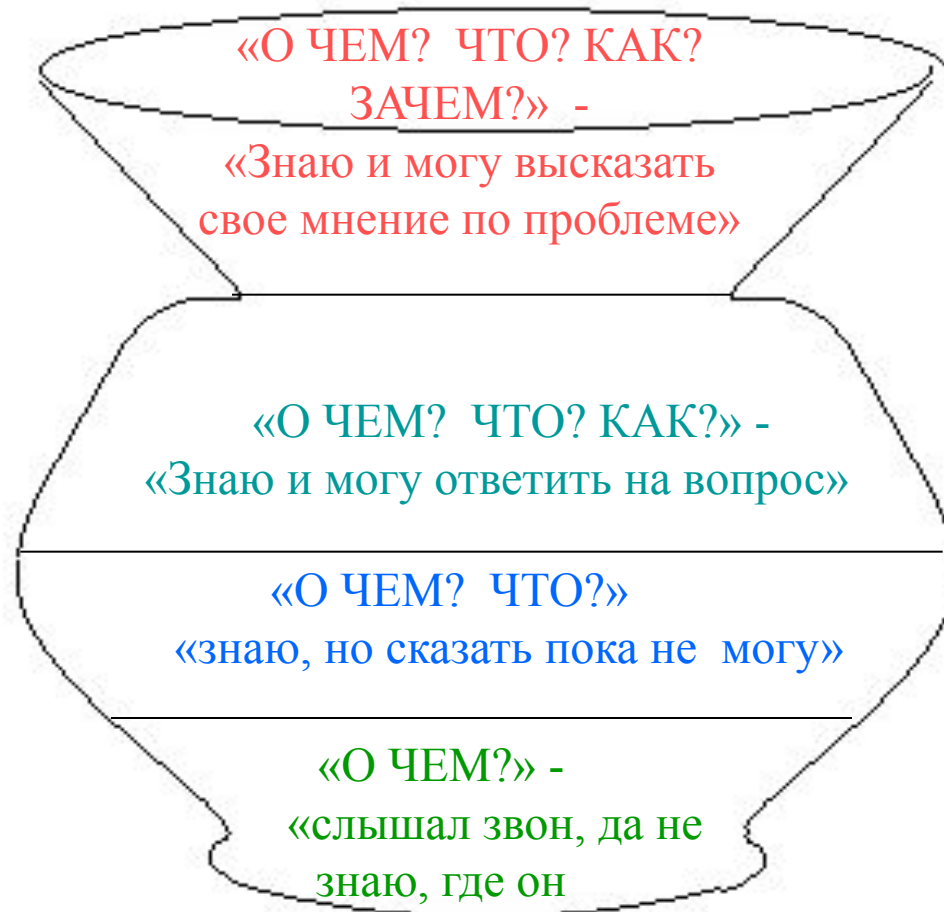 «О ЧЕМ?  ЧТО? КАК?
ЗАЧЕМ?»  -
«Знаю и могу высказать
свое мнение по проблеме»
«О ЧЕМ?  ЧТО? КАК?» -
«Знаю и могу ответить на вопрос»
«О ЧЕМ?  ЧТО?»
«знаю, но сказать пока не  могу»
«О ЧЕМ?» -
«слышал звон, да не
знаю, где он